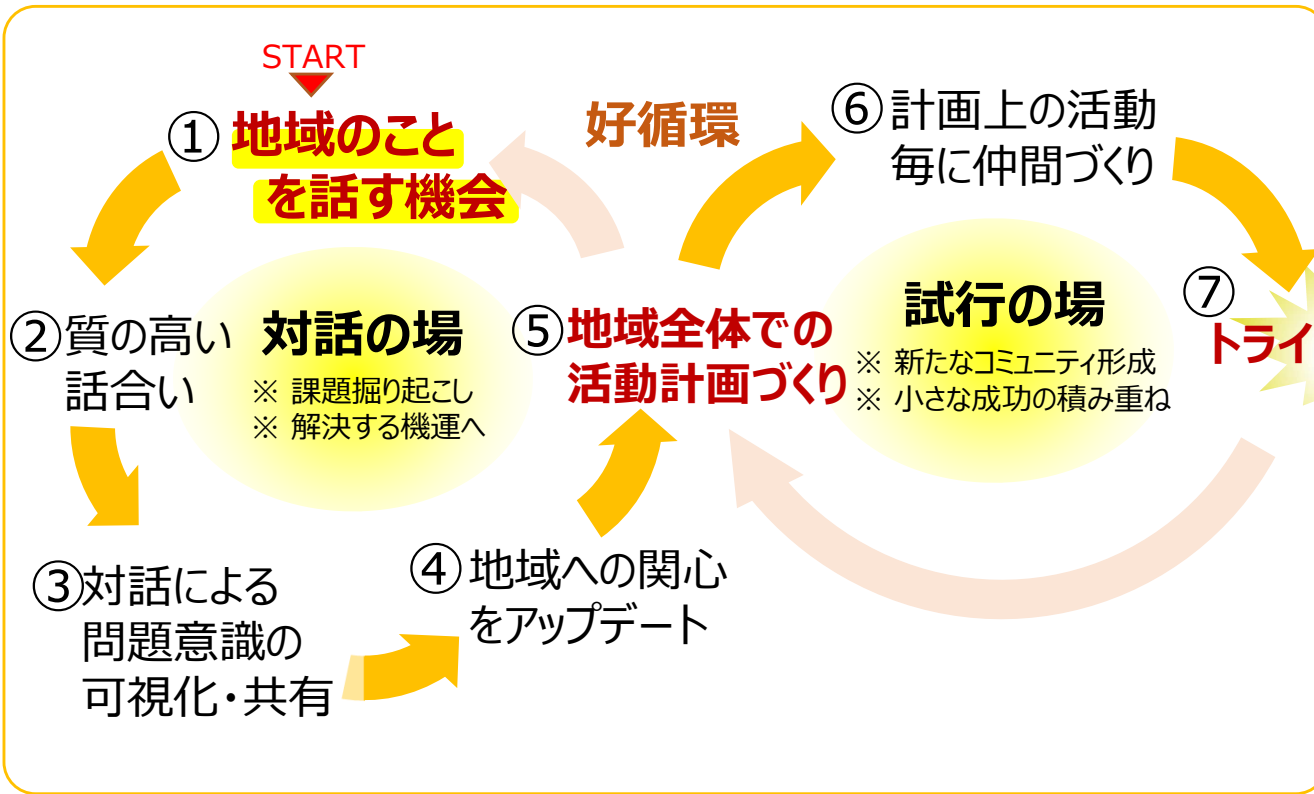 START
① 地域のこと
を話す機会
② 質の高い
話合い
対話の場
※ 課題掘り起こし
※ 解決する機運へ
③ 対話による
問題意識の
可視化・共有
④ 地域への関心
をアップデート
⑤ 地域全体での
活動計画づくり
好循環
⑥ 計画上の活動
毎に仲間づくり
試行の場
※ 新たなコミュニティ形成
※ 小さな成功の積み重ね
⑦
トライ